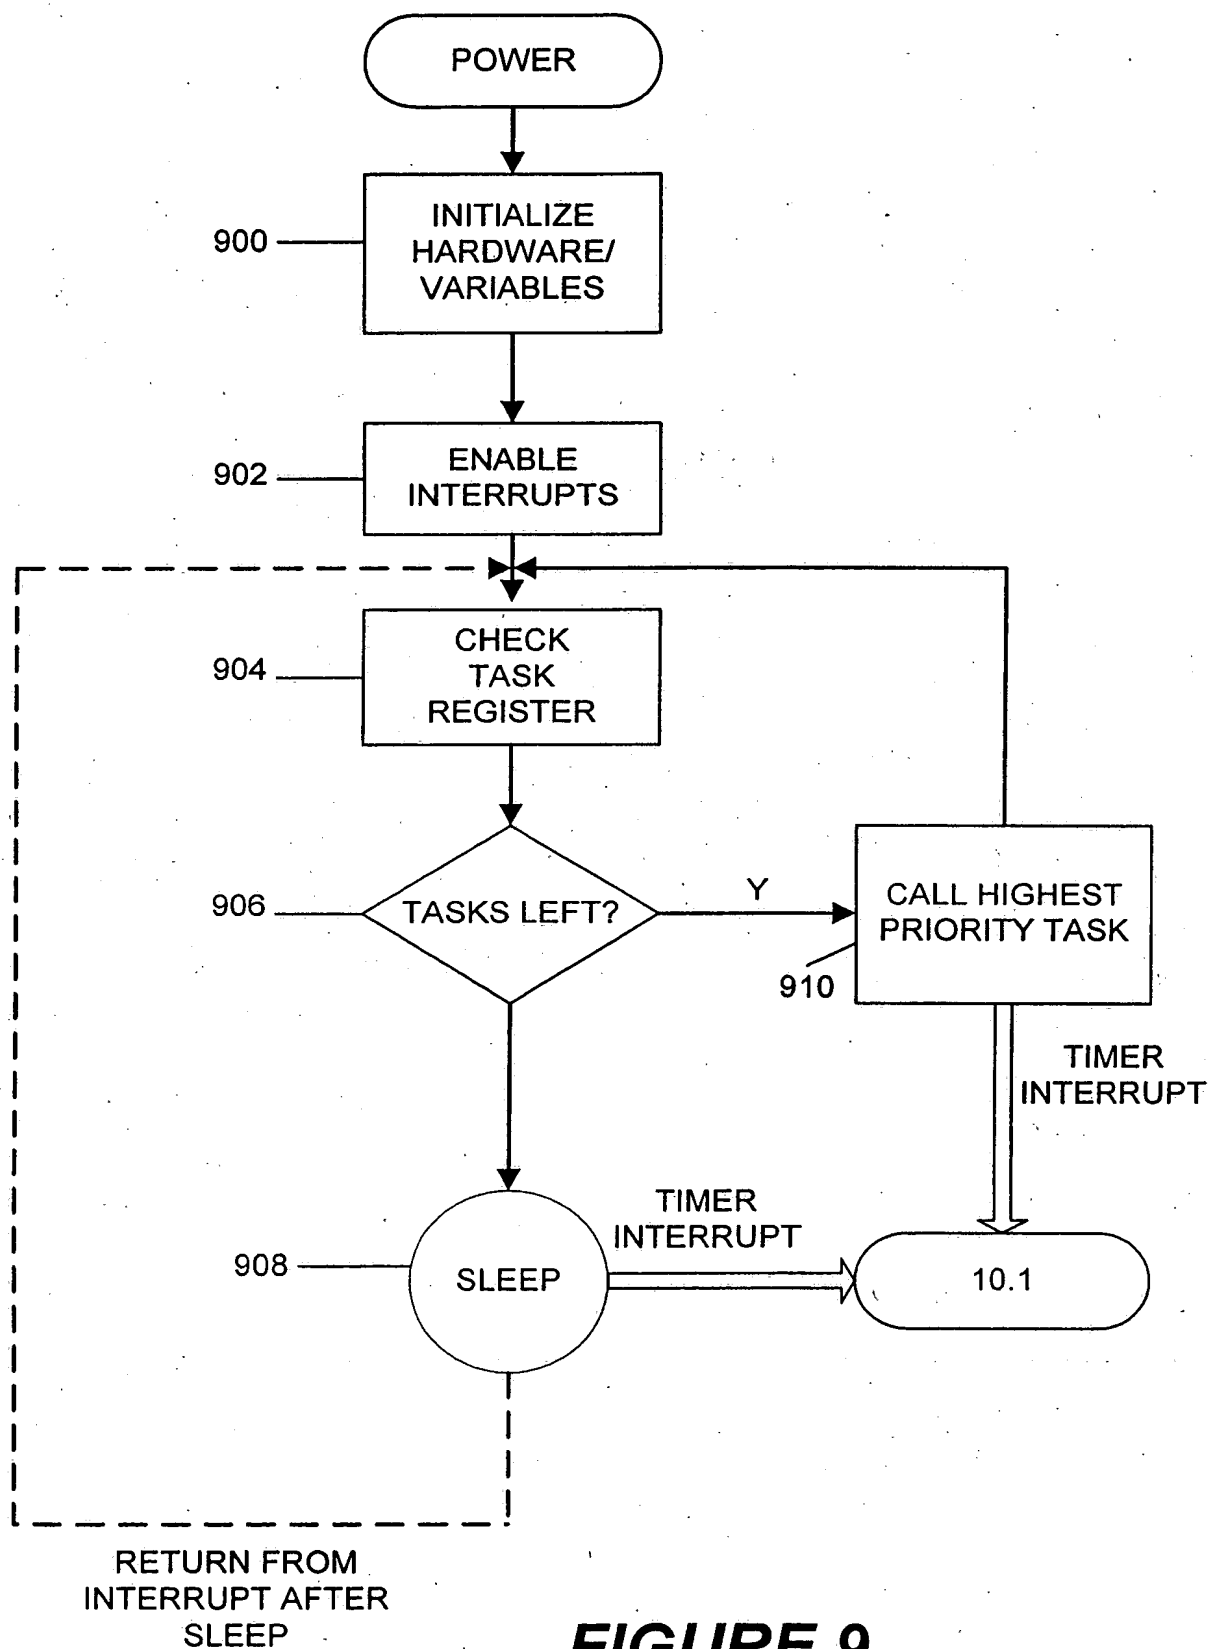 POWER
900
INITIALIZE
HARDWARE/
VARIABLES
902
ENABLE
INTERRUPTS
904
CHECK
TASK
REGISTER
906
TASKS LEFT?
Y
CALL HIGHEST
PRIORITY TASK
910
TIMER
INTERRUPT
TIMER
INTERRUPT
908
SLEEP
10.1
RETURN FROM
INTERRUPT AFTER
SLEEP
FIGURE 9